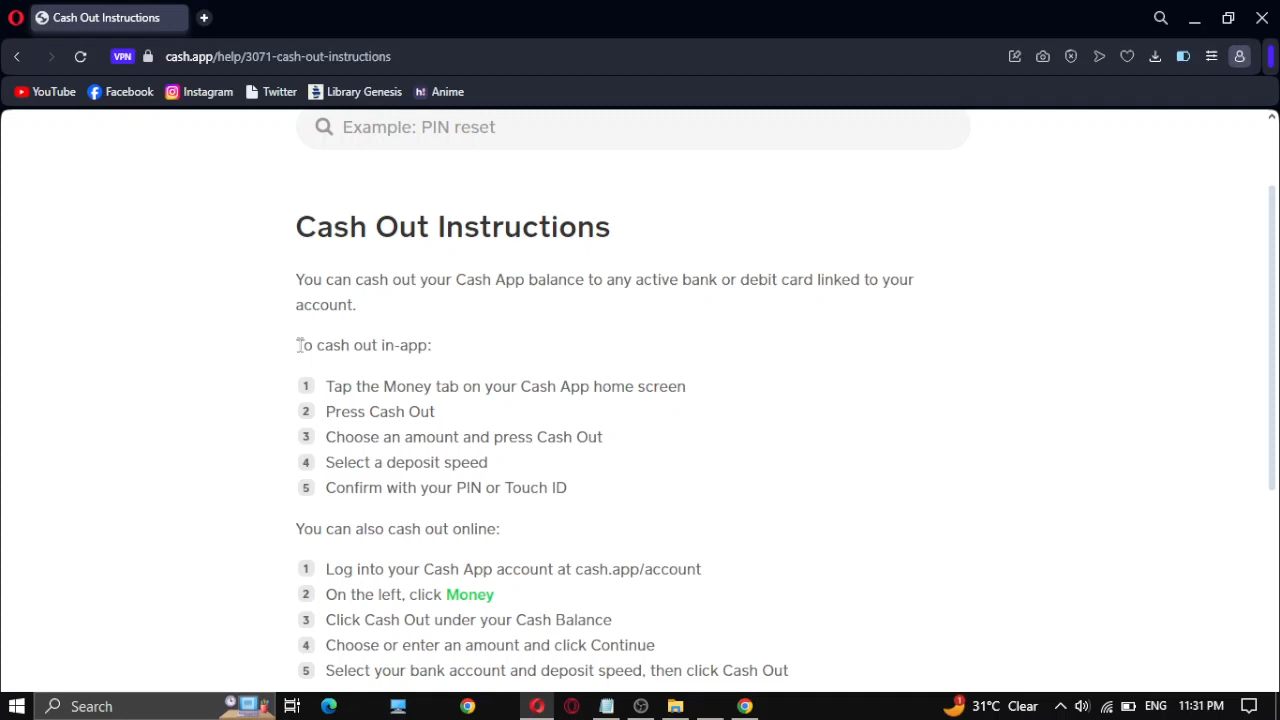 Cash Out Instructions
VPN cash.app/help/3071-cash-out-instructions
YouTube Facebook Instagram Twitter Library Genesis h! Anime
Example: PIN reset
Cash Out Instructions
You can cash out your Cash App balance to any active bank or debit card linked to your
account.
To cash out in-app:
1 Tap the Money tab on your Cash App home screen
2 Press Cash Out
3 Choose an amount and press Cash Out
4 Select a deposit speed
5 Confirm with your PIN or Touch ID
You can also cash out online:
1 Log into your Cash App account at cash.app/account
2 On the left, click Money
3 Click Cash Out under your Cash Balance
4 Choose or enter an amount and click Continue
5 Select your bank account and deposit speed, then click Cash Out
Search 1 31°C Clear ENG 11:31 PM